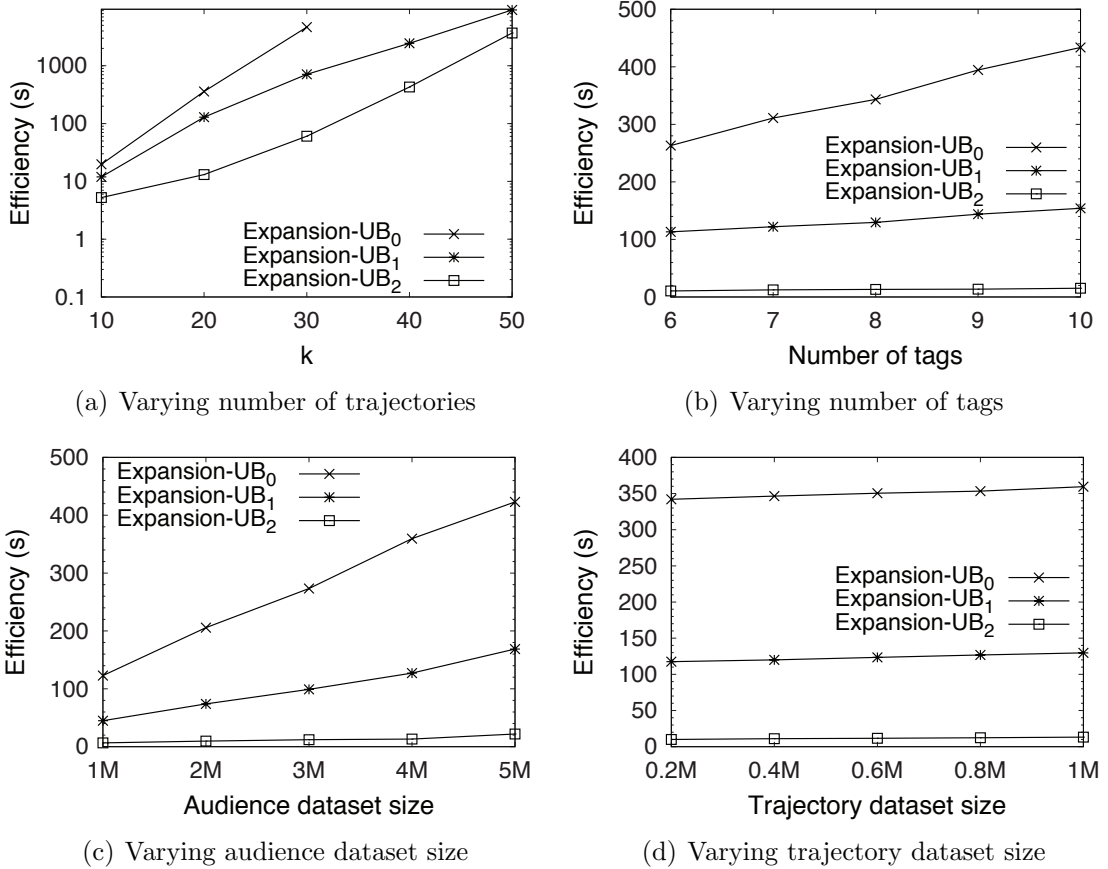 Efficiency (s)
1000
100
10
1
0.1
Expansion-UB0
Expansion-UB1
Expansion-UB2
10 20 30 40 50
k
(a) Varying number of trajectories
Efficiency (s)
500
400
300
200
100
0
Expansion-UB0
Expansion-UB1
Expansion-UB2
6 7 8 9 10
Number of tags
(b) Varying number of tags
Efficiency (s)
500
400
300
200
100
0
Expansion-UB0
Expansion-UB1
Expansion-UB2
1M 2M 3M 4M 5M
Audience dataset size
(c) Varying audience dataset size
Efficiency (s)
400
350
300
250
200
150
100
50
0
Expansion-UB0
Expansion-UB1
Expansion-UB2
0.2M 0.4M 0.6M 0.8M 1M
Trajectory dataset size
(d) Varying trajectory dataset size